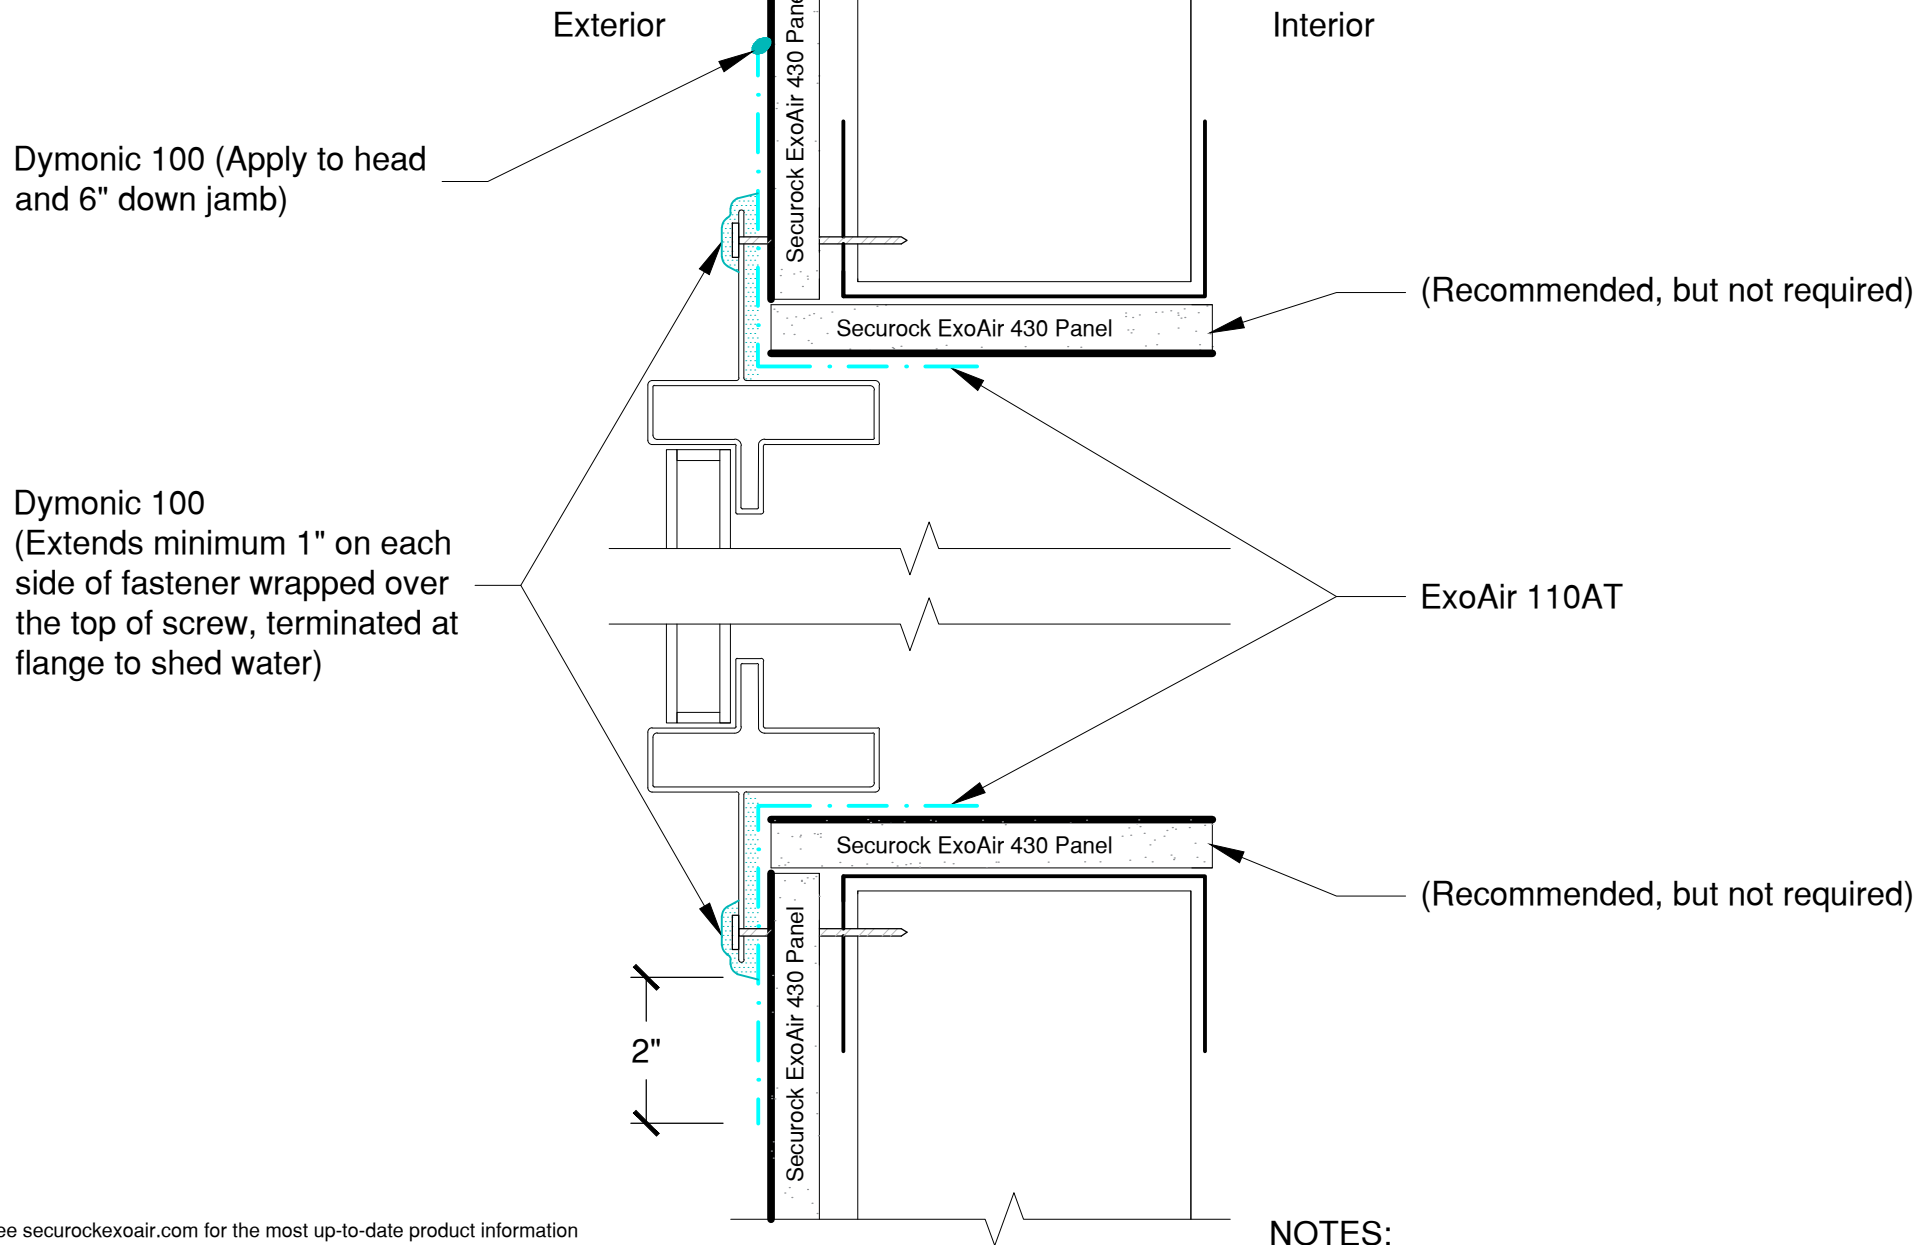 Exterior
Interior
Securock ExoAir 430 Pane
Dymonic 100 (Apply to head
and 6" down jamb)
(Recommended, but not required)
Securock ExoAir 430 Panel
Dymonic 100
(Extends minimum 1" on each
side of fastener wrapped over
the top of screw, terminated at
flange to shed water)
ExoAir 110AT
Securock ExoAir 430 Panel
(Recommended, but not required)
Securock ExoAir 430 Panel
2"
ee securockexoair.com for the most up-to-date product information
NOTES: